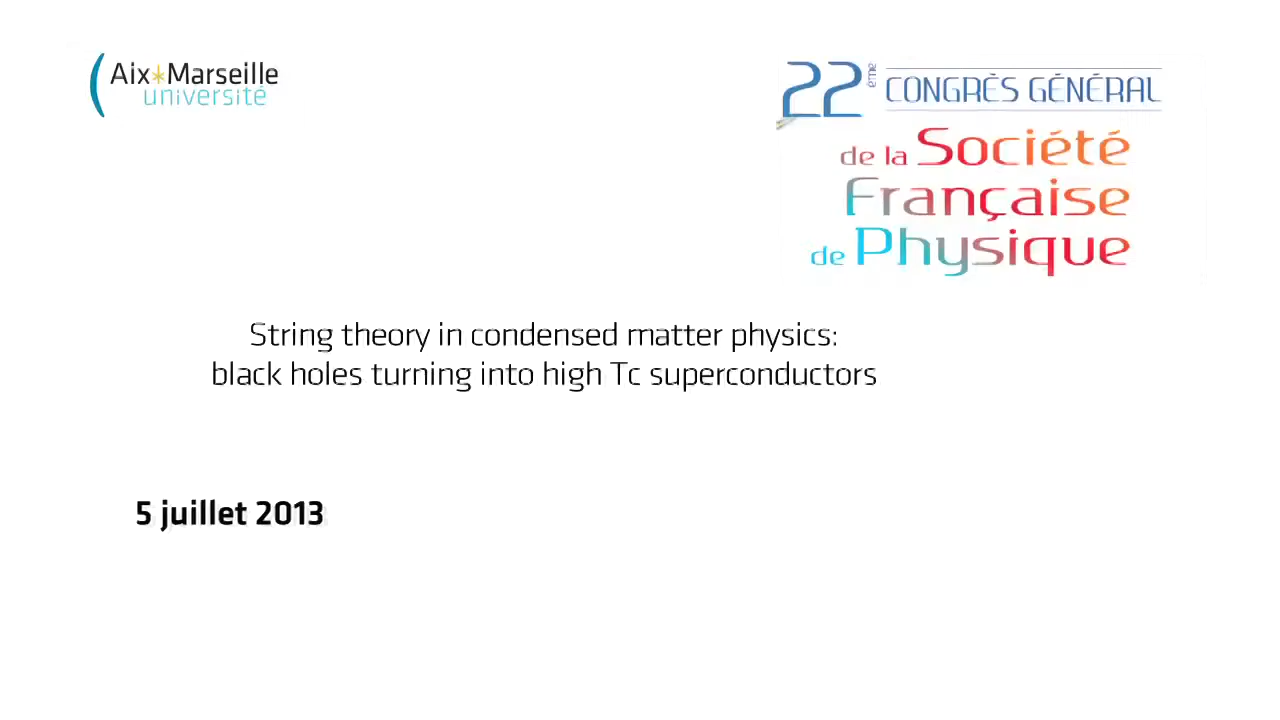 Aix*Marseille
université
22ème CONGRÈS GÉNÉRAL
de la Société
Française
de Physique
String theory in condensed matter physics:
black holes turning into high Tc superconductors
5 juillet 2013